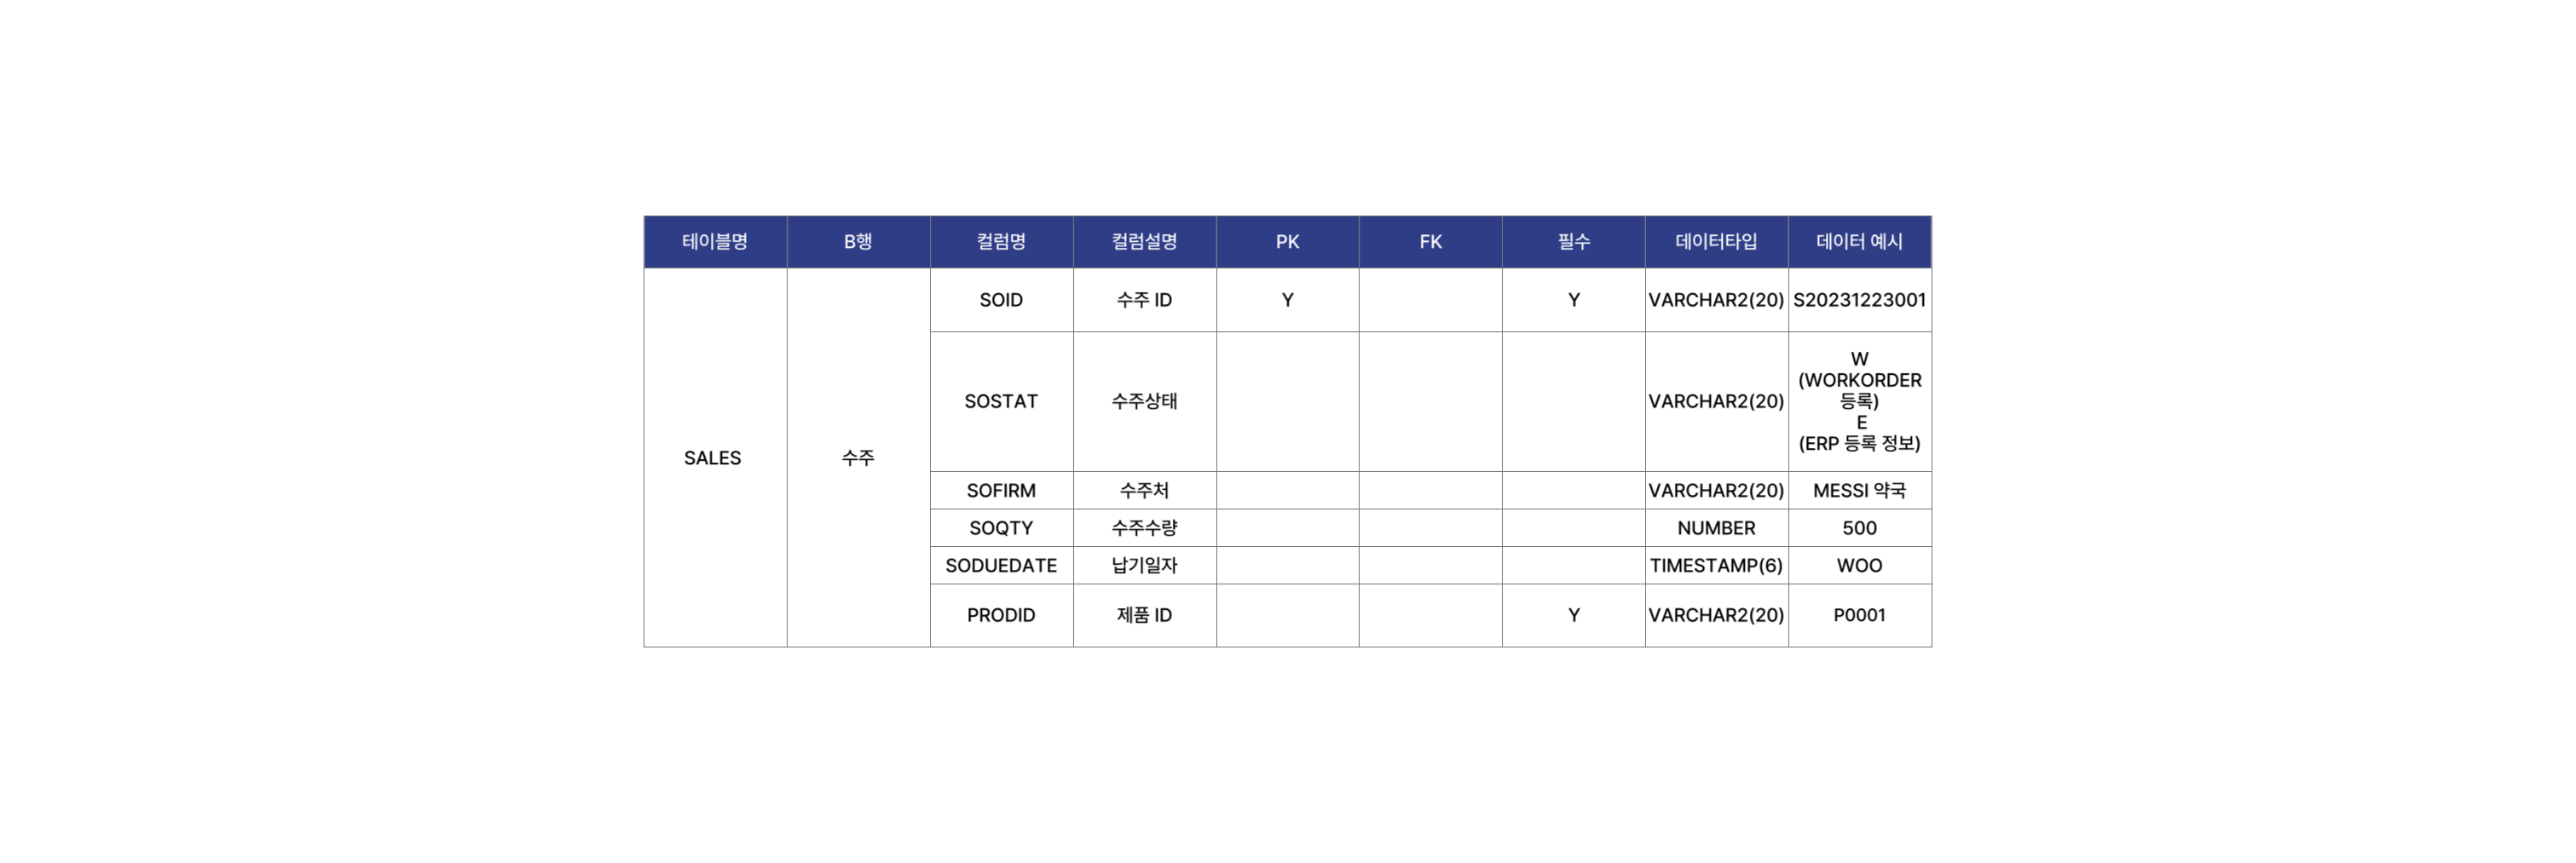 테이블명 B행 컬럼명 컬럼설명 PK FK 필수 데이터타입 데이터 예시
SALES 수주
SOID 수주 ID Y Y VARCHAR2(20) S20231223001
SOSTAT 수주상태 VARCHAR2(20)
W
(WORKORDER
등록)
E
(ERP 등록 정보)
SOFIRM 수주처 VARCHAR2(20) MESSI 약국
SOQTY 수주수량 NUMBER 500
SODUEDATE 납기일자 TIMESTAMP(6) WOO
PRODID 제품 ID Y VARCHAR2(20) P0001